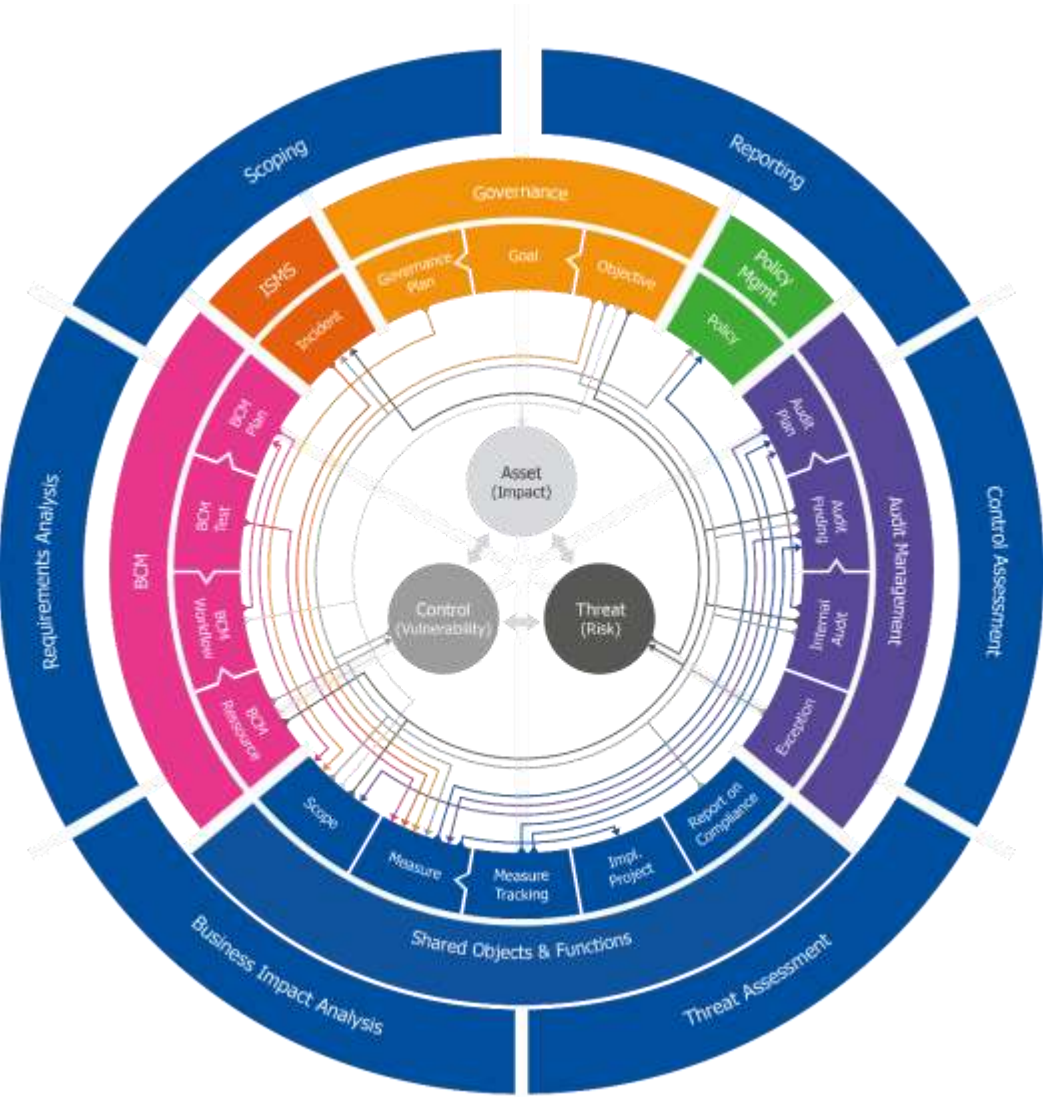 Scoping
Reporting
Governance
Governance
Plan
Goal
Objective
ISMS
Incident
Policy
Mgmt.
Policy
BCM
BCM
Plan
BCM
Test
BCM
Workflow
BCM
Ressource
Audit
Plan
Audit
Finding
Internal
Audit
Exception
Audit Management
Asset
(Impact)
Control
(Vulnerability)
Threat
(Risk)
Requirements Analysis
Control Assessment
Scope
Measure
Measure
Tracking
Impl.
Project
Report on
Compliance
Shared Objects & Functions
Business Impact Analysis
Threat Assessment